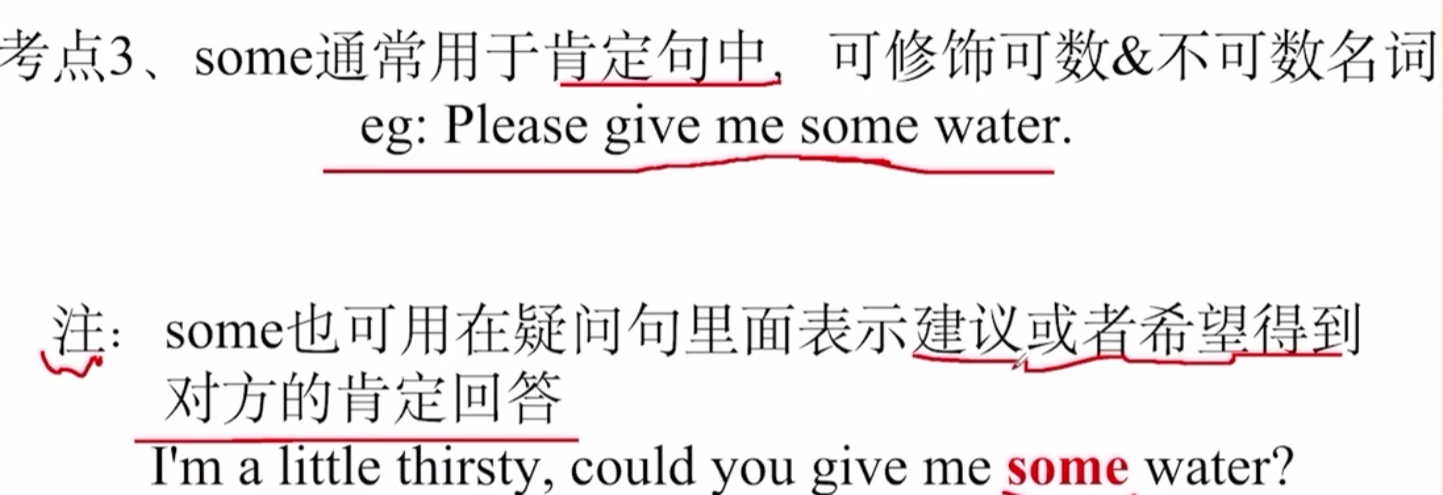 考点3、some通常用于肯定句中, 可修饰可数&不可数名词
eg: Please give me some water.
注: some也可用在疑问句里面表示建议或者希望得到
对方的肯定回答
I'm a little thirsty, could you give me some water?